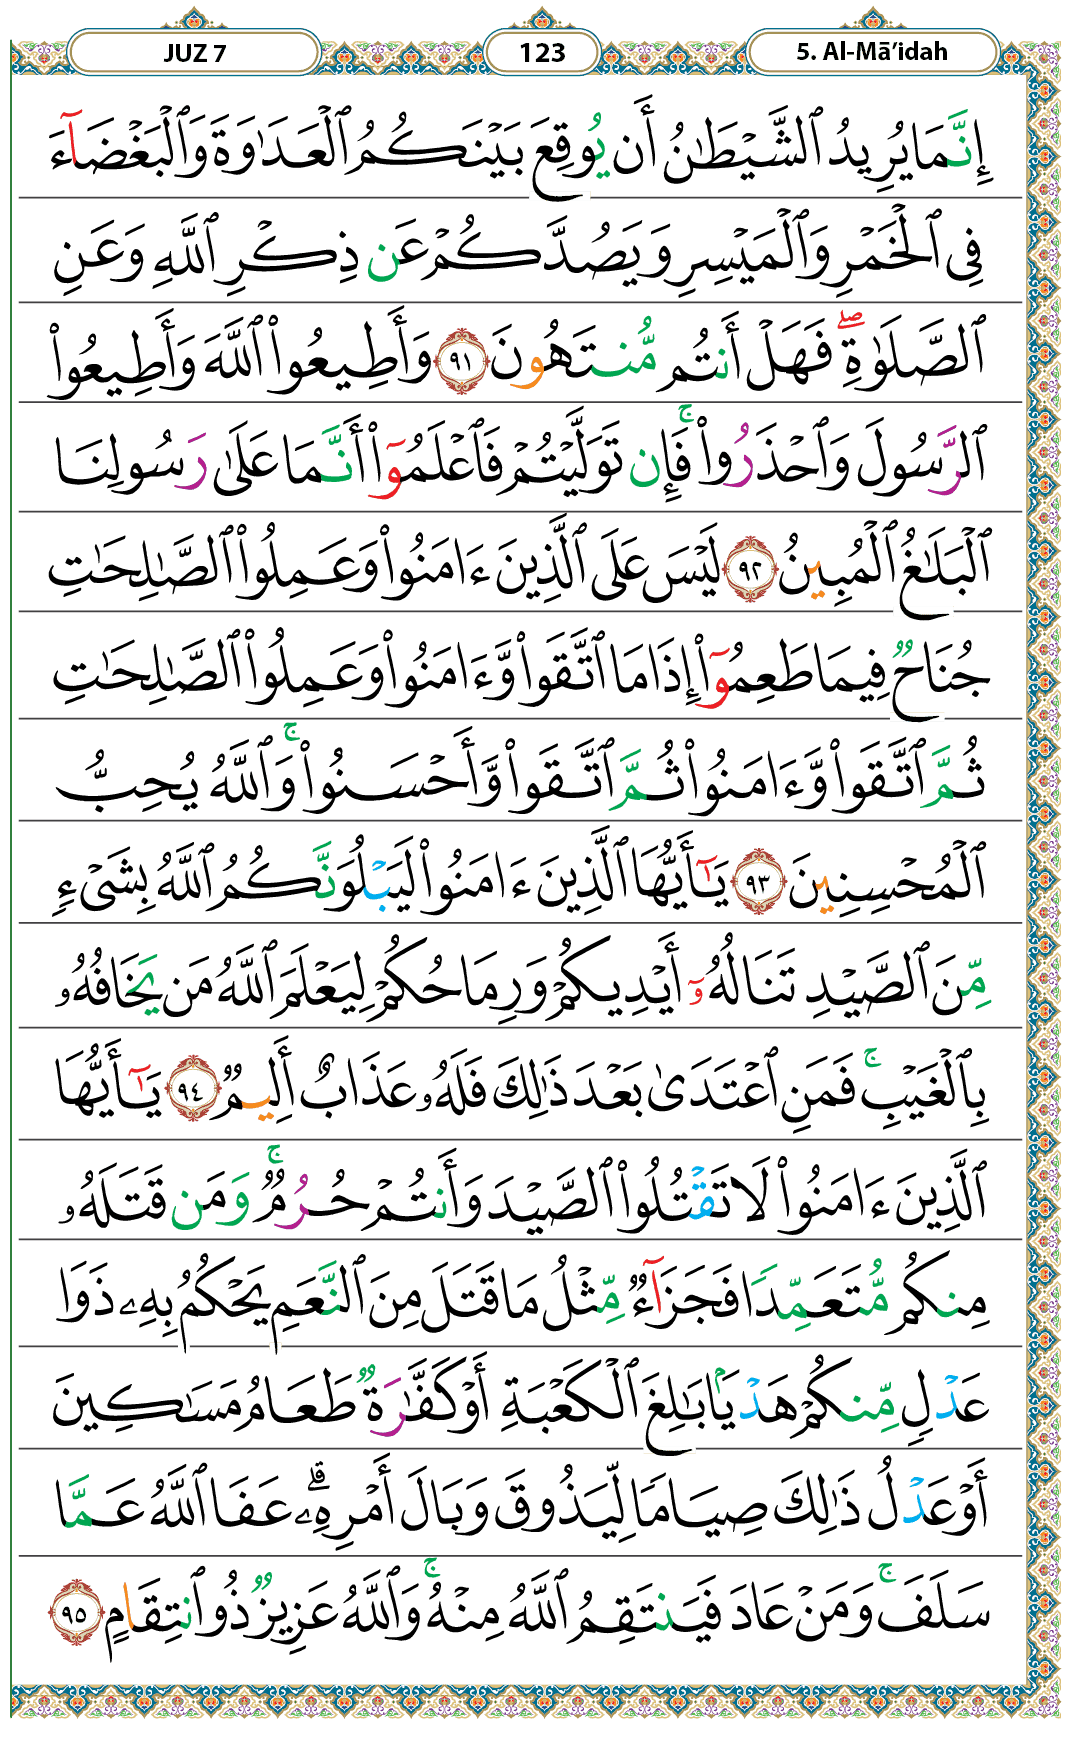 JUZ 7 123 5. Al-Mā’idah
إِنَّمَا يُرِيدُ ٱلشَّيْطَٰنُ أَن يُوقِعَ بَيْنَكُمُ ٱلْعَدَٰوَةَ وَٱلْبَغْضَآءَ
فِى ٱلْخَمْرِ وَٱلْمَيْسِرِ وَيَصُدَّكُمْ عَن ذِكْرِ ٱللَّهِ وَعَنِ
ٱلصَّلَوٰةِ ۖ فَهَلْ أَنتُم مُّنتَهُونَ ٩١ وَأَطِيعُوا۟ ٱللَّهَ وَأَطِيعُوا۟
ٱلرَّسُولَ وَٱحْذَرُوا۟ ۚ فَإِن تَوَلَّيْتُمْ فَٱعْلَمُوٓا۟ أَنَّمَا عَلَىٰ رَسُولِنَا
ٱلْبَلَٰغُ ٱلْمُبِينُ ٩٢ لَيْسَ عَلَى ٱلَّذِينَ ءَامَنُوا۟ وَعَمِلُوا۟ ٱلصَّٰلِحَٰتِ
جُنَاحٌ فِيمَا طَعِمُوٓا۟ إِذَا مَا ٱتَّقَوا۟ وَّءَامَنُوا۟ وَعَمِلُوا۟ ٱلصَّٰلِحَٰتِ
ثُمَّ ٱتَّقَوا۟ وَّءَامَنُوا۟ ثُمَّ ٱتَّقَوا۟ وَّأَحْسَنُوا۟ ۚ وَٱللَّهُ يُحِبُّ
ٱلْمُحْسِنِينَ ٩٣ يَٰٓأَيُّهَا ٱلَّذِينَ ءَامَنُوا۟ لَيَبْلُوَنَّكُمُ ٱللَّهُ بِشَىْءٍ
مِّنَ ٱلصَّيْدِ تَنَالُهُۥٓ أَيْدِيكُمْ وَرِمَاحُكُمْ لِيَعْلَمَ ٱللَّهُ مَن يَخَافُهُۥ
بِٱلْغَيْبِ ۚ فَمَنِ ٱعْتَدَىٰ بَعْدَ ذَٰلِكَ فَلَهُۥ عَذَابٌ أَلِيمٌ ٩٤ يَٰٓأَيُّهَا
ٱلَّذِينَ ءَامَنُوا۟ لَا تَقْتُلُوا۟ ٱلصَّيْدَ وَأَنتُمْ حُرُمٌ ۚ وَمَن قَتَلَهُۥ
مِنكُم مُّتَعَمِّدًا فَجَزَآءٌ مِّثْلُ مَا قَتَلَ مِنَ ٱلنَّعَمِ يَحْكُمُ بِهِۦ ذَوَا
عَدْلٍ مِّنكُمْ هَدْيًۢا بَٰلِغَ ٱلْكَعْبَةِ أَوْ كَفَّٰرَةٌ طَعَامُ مَسَٰكِينَ
أَوْ عَدْلُ ذَٰلِكَ صِيَامًا لِّيَذُوقَ وَبَالَ أَمْرِهِۦ ۗ عَفَا ٱللَّهُ عَمَّا
سَلَفَ ۚ وَمَنْ عَادَ فَيَنتَقِمُ ٱللَّهُ مِنْهُ ۚ وَٱللَّهُ عَزِيزٌ ذُو ٱنتِقَامٍ ٩٥